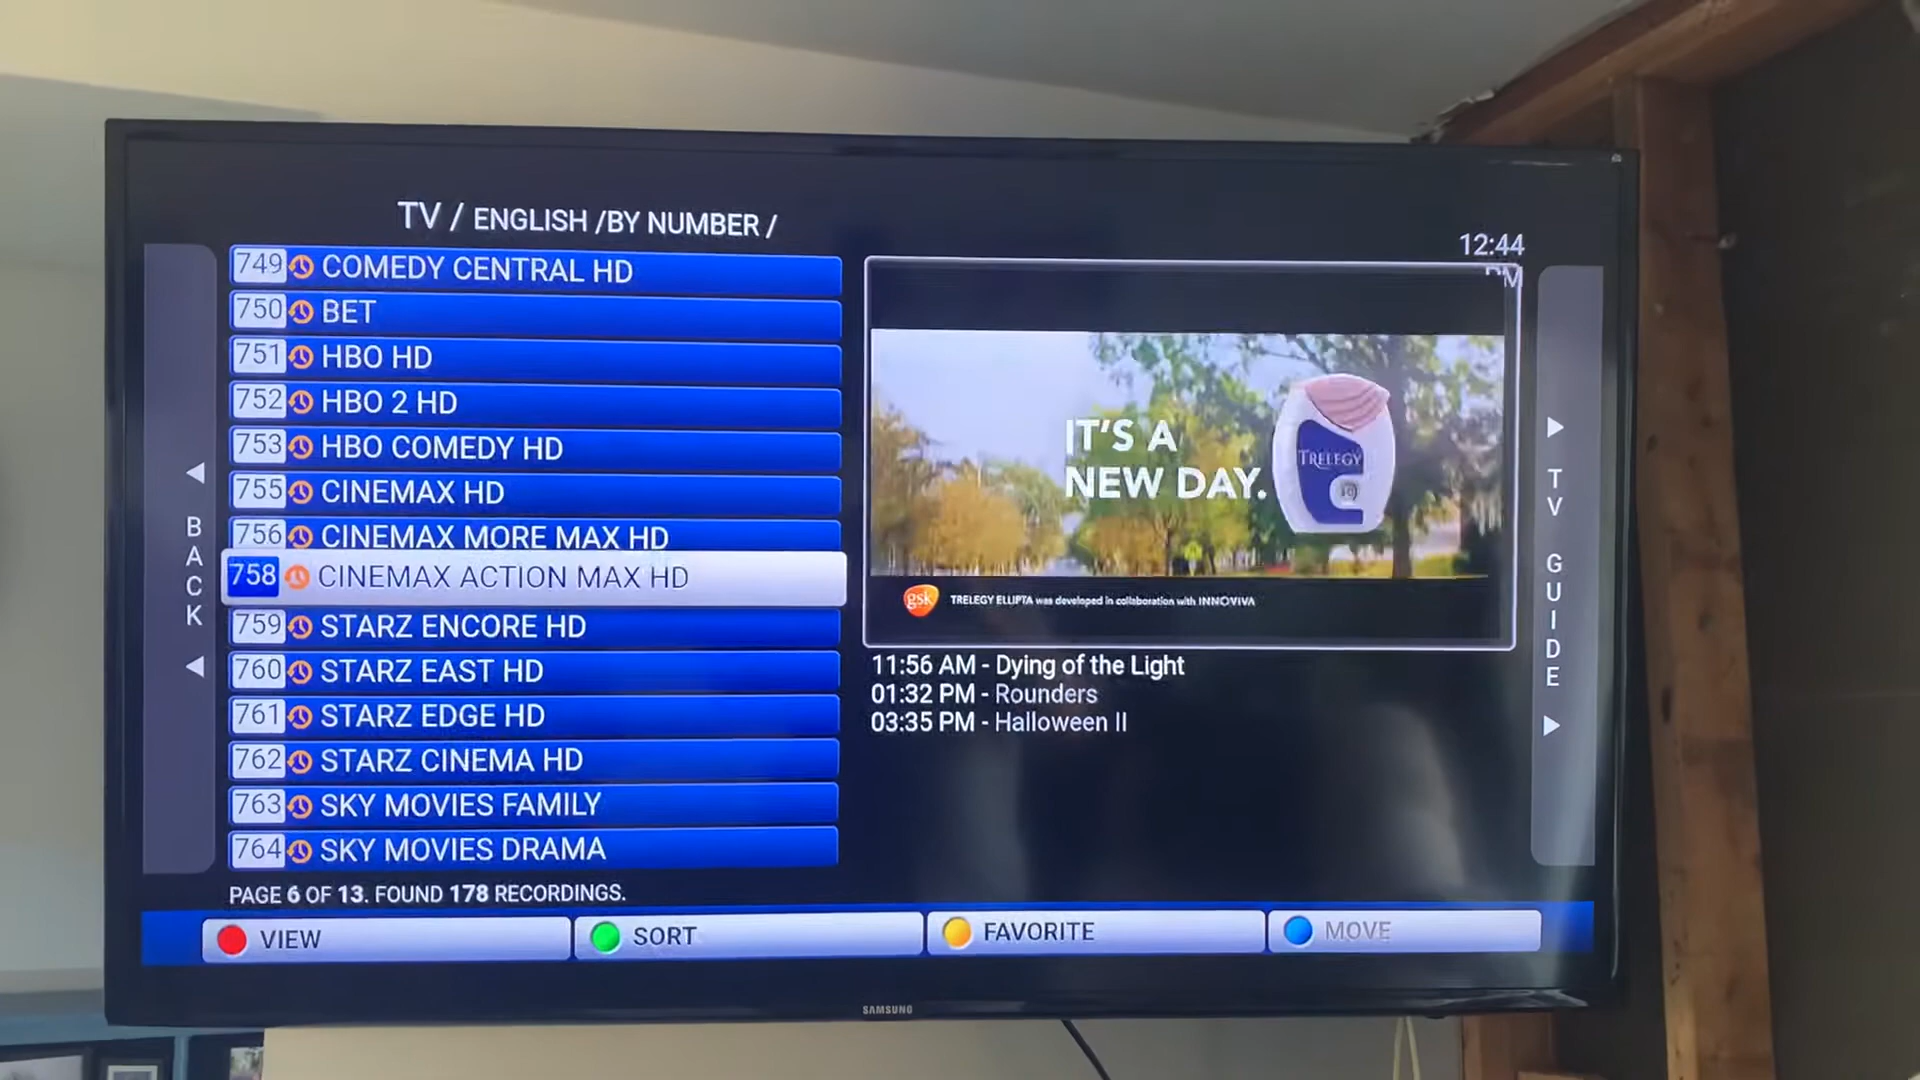 TV / ENGLISH /BY NUMBER /
12:44
PM
749 COMEDY CENTRAL HD
750 BET
751 HBO HD
752 HBO 2 HD
753 HBO COMEDY HD
755 CINEMAX HD
756 CINEMAX MORE MAX HD
758 CINEMAX ACTION MAX HD
759 STARZ ENCORE HD
760 STARZ EAST HD
761 STARZ EDGE HD
762 STARZ CINEMA HD
763 SKY MOVIES FAMILY
764 SKY MOVIES DRAMA
BACK
IT'S A
NEW DAY.
TRELEGY
gsk TRELEGY ELLIPTA was developed in collaboration with INNOVIVA
11:56 AM - Dying of the Light
01:32 PM - Rounders
03:35 PM - Halloween II
TV GUIDE
PAGE 6 OF 13. FOUND 178 RECORDINGS.
VIEW SORT FAVORITE MOVE
SAMSUNG